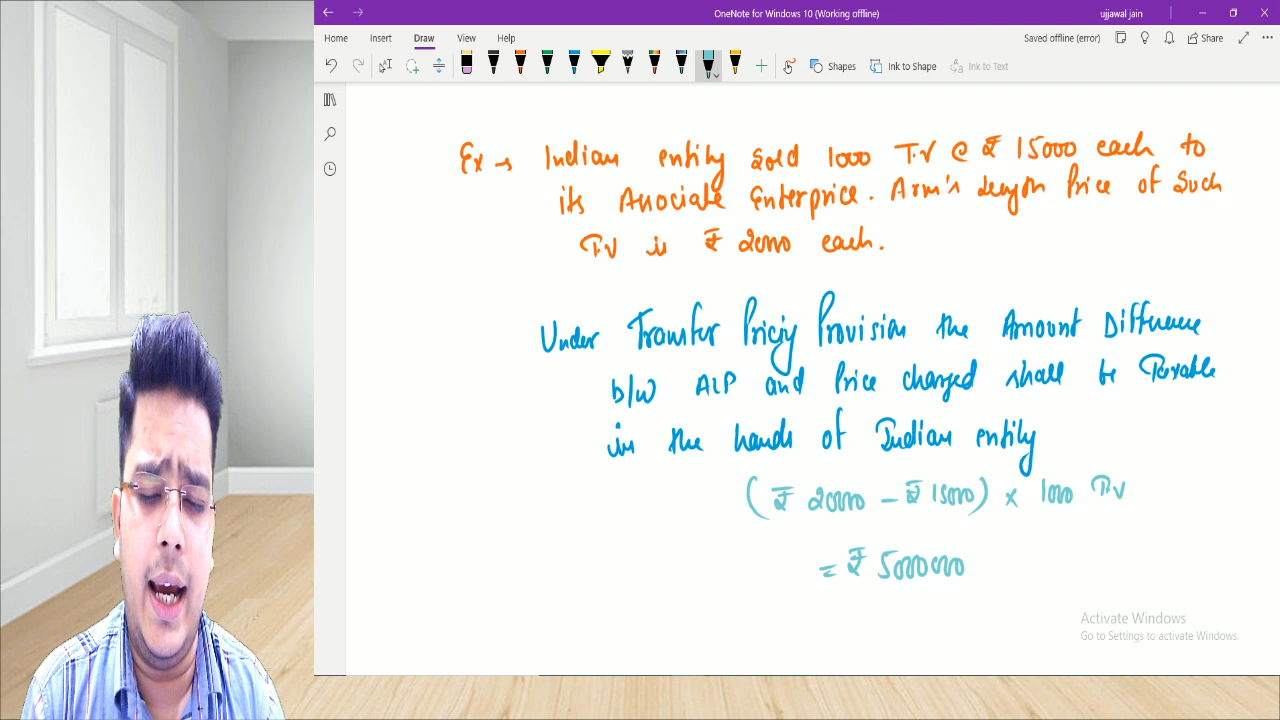 OneNote for Windows 10 (Working offline)
ujjawal jain
Home Insert Draw View Help
Saved offline (error) Share
Shapes Ink to Shape Ink to Text
Ex → Indian entity sold 1000 T.V @ ₹ 15000 each to
its Associate Enterprice. Arm's Length Price of Such
T.V is ₹ 20000 each.
Under Transfer Pricing Provision the Amount Difference
b/w ALP and Price charged shall be Taxable
in the hands of Indian entity
(₹ 20000 - ₹ 15000) × 1000 TV
= ₹ 5000000
Activate Windows
Go to Settings to activate Windows.